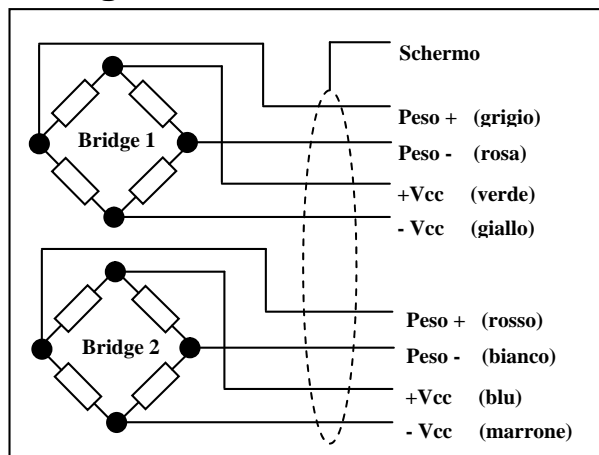 Schermo
Peso + (grigio)
Bridge 1
Peso - (rosa)
+Vcc (verde)
- Vcc (giallo)
Peso + (rosso)
Bridge 2
Peso - (bianco)
+Vcc (blu)
- Vcc (marrone)